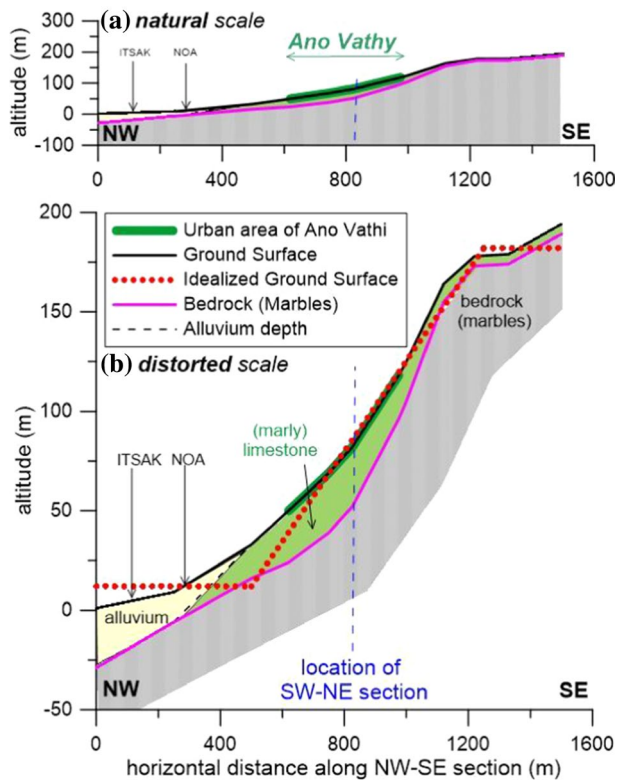 (a) natural scale
300
200
100
0
-100
altitude (m)
ITSAK
NOA
Ano Vathy
NW
SE
0
400
800
1200
1600
200
150
100
50
0
-50
altitude (m)
Urban area of Ano Vathi
Ground Surface
Idealized Ground Surface
Bedrock (Marbles)
Alluvium depth
(b) distorted scale
bedrock
(marbles)
(marly)
limestone
ITSAK
NOA
alluvium
location of
SW-NE section
NW
SE
0
400
800
1200
1600
horizontal distance along NW-SE section (m)